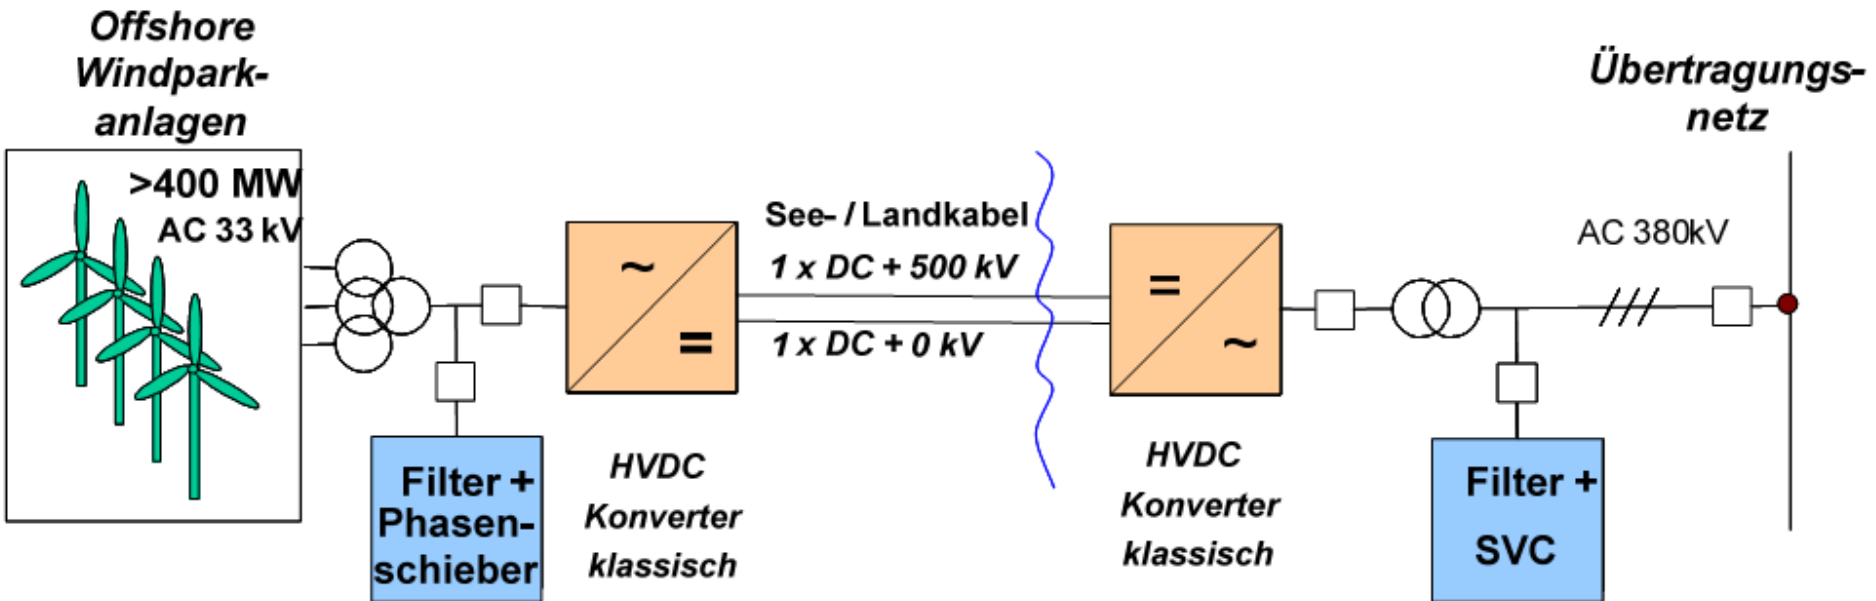 Offshore
Windpark-
anlagen
>400 MW
AC 33 kV
Filter +
Phasen-
schieber
~
=
HVDC
Konverter
klassisch
See- / Landkabel
1 x DC + 500 kV
1 x DC + 0 kV
=
~
HVDC
Konverter
klassisch
AC 380kV
Filter +
SVC
Übertragungs-
netz